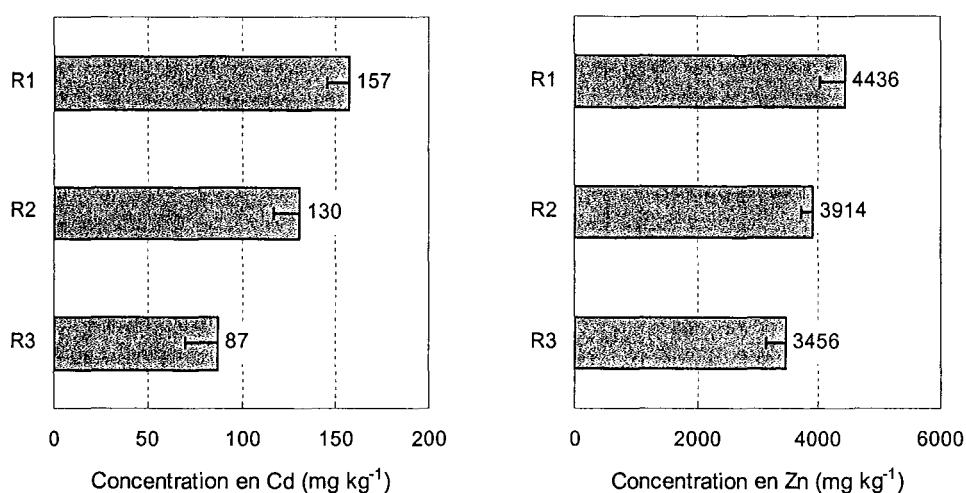 R1
157
R2
130
R3
87
0 50 100 150 200
Concentration en Cd (mg kg⁻¹)
R1
4436
R2
3914
R3
3456
0 2000 4000 6000
Concentration en Zn (mg kg⁻¹)